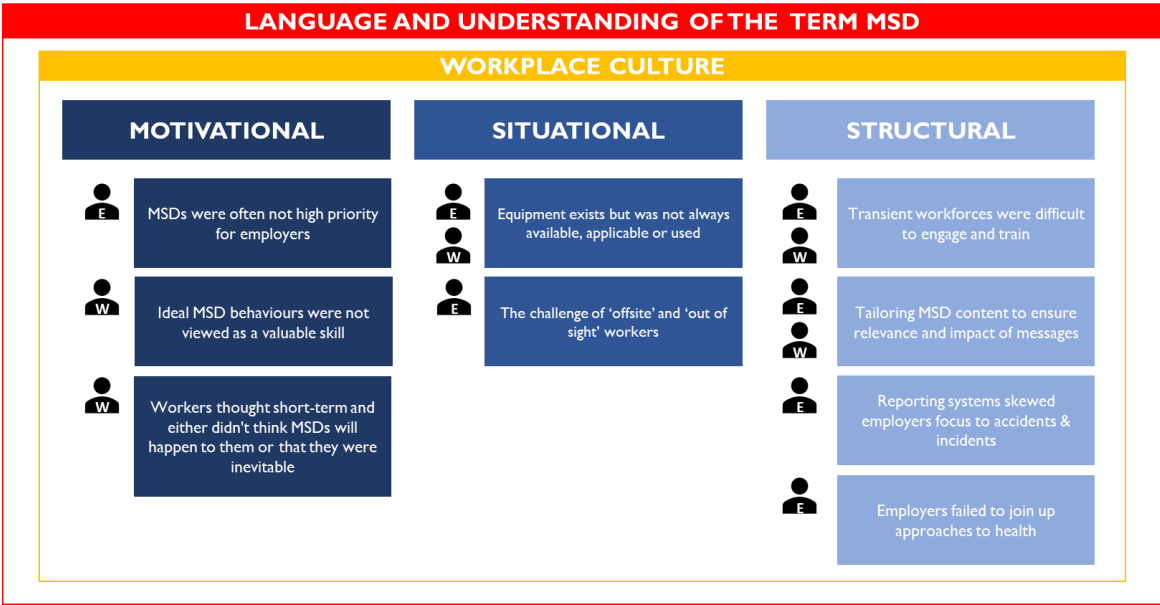 LANGUAGE AND UNDERSTANDING OF THE TERM MSD
WORKPLACE CULTURE
MOTIVATIONAL
E
MSDs were often not high priority
for employers
W
Ideal MSD behaviours were not
viewed as a valuable skill
W
Workers thought short-term and
either didn't think MSDs will
happen to them or that they were
inevitable
SITUATIONAL
E
W
Equipment exists but was not always
available, applicable or used
E
The challenge of ‘offsite’ and ‘out of
sight’ workers
STRUCTURAL
E
W
Transient workforces were difficult
to engage and train
E
W
Tailoring MSD content to ensure
relevance and impact of messages
E
Reporting systems skewed
employers focus to accidents &
incidents
E
Employers failed to join up
approaches to health